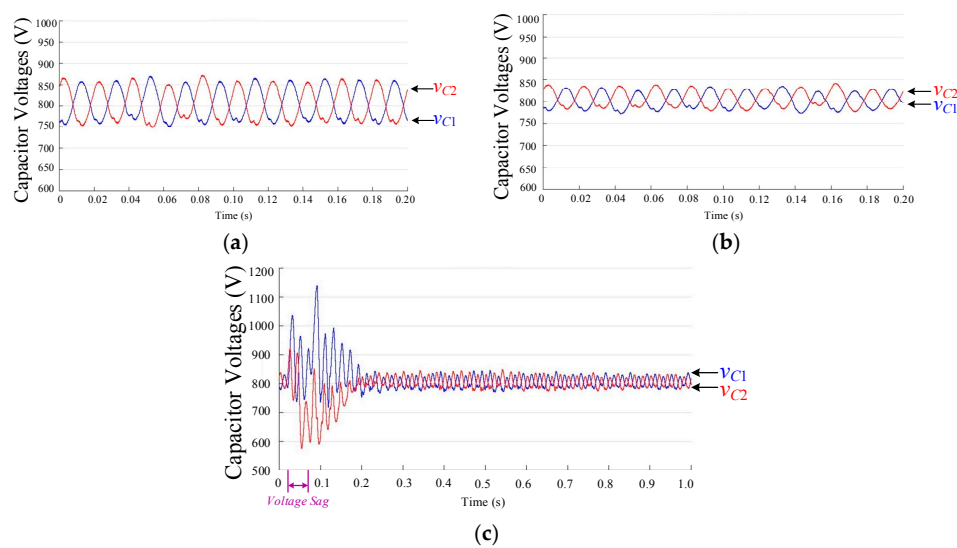 (a)
Capacitor Voltages (V)
1000
950
900
850
800
750
700
650
600
0 0.02 0.04 0.06 0.08 0.10 0.12 0.14 0.16 0.18 0.20
Time (s)
vC2
vC1
(a)
(b)
Capacitor Voltages (V)
1000
950
900
850
800
750
700
650
600
0 0.02 0.04 0.06 0.08 0.10 0.12 0.14 0.16 0.18 0.20
Time (s)
vC2
vC1
(b)
Capacitor Voltages (V)
1200
1100
1000
900
800
700
600
500
0 0.1 0.2 0.3 0.4 0.5 0.6 0.7 0.8 0.9 1.0
Voltage Sag
Time (s)
vC1
vC2
(c)